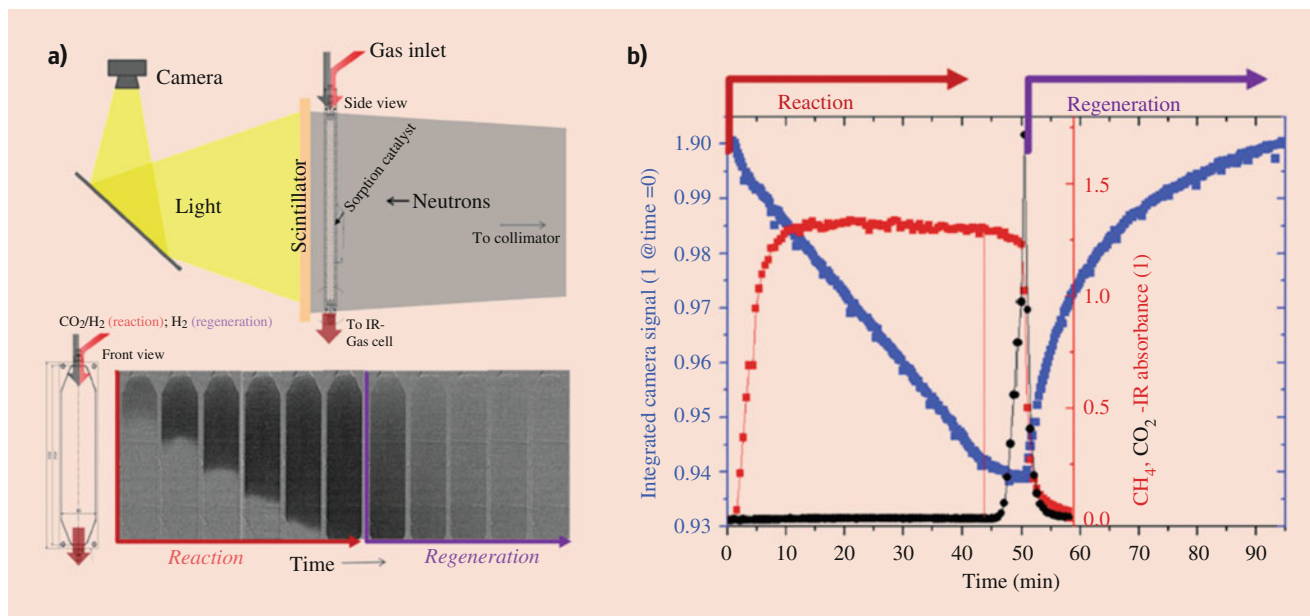 a)
Gas inlet
Camera
Side view
Sorption catalyst
Scintillator
Light
Neutrons
To collimator
CO2/H2 (reaction); H2 (regeneration)
To IR-
Gas cell
Front view
Reaction
Time
Regeneration
b)
Reaction
Regeneration
Integrated camera signal (1 @time =0)
1.90
0.99
0.98
0.97
0.96
0.95
0.94
0.93
1.5
1.0
0.5
0.0
CH4, CO2 -IR absorbance (1)
0 10 20 30 40 50 60 70 80 90
Time (min)